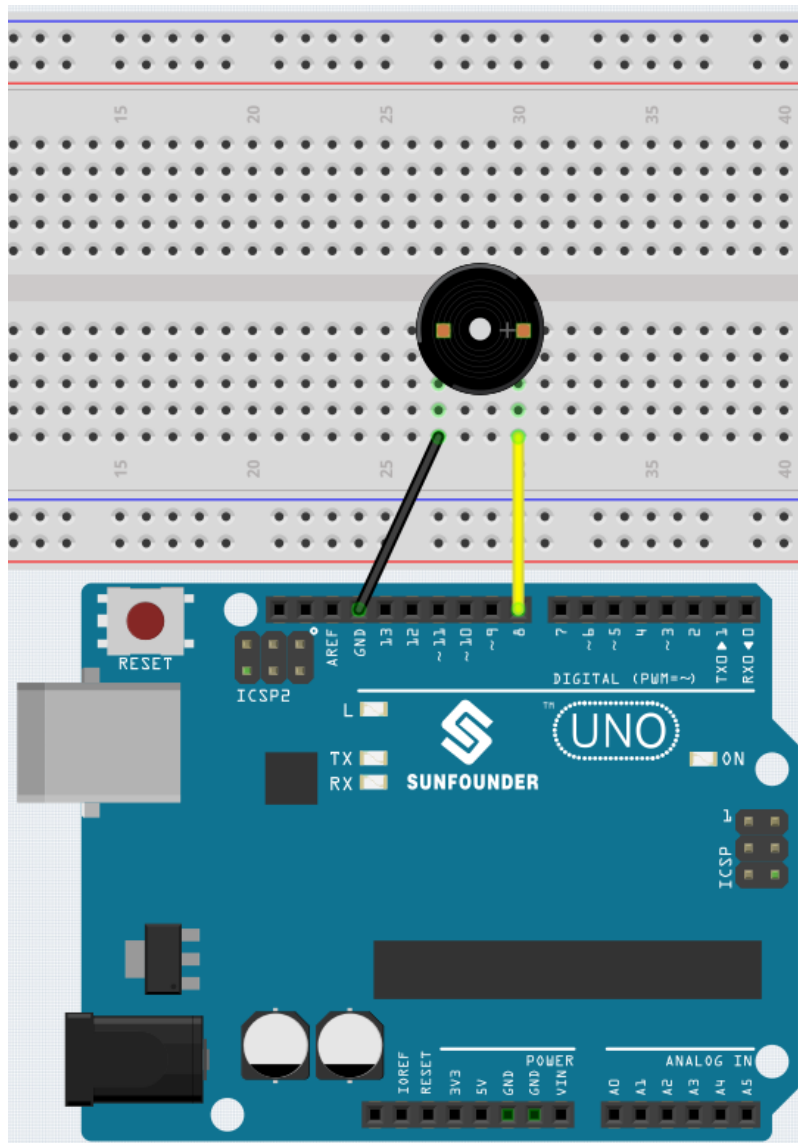 15 20 25 30 35 40
+
15 20 25 30 35 40
RESET
AREF GND 13 12 ~11 ~10 ~9 8 7 ~6 ~5 4 ~3 2 TX0▶1 RX0◀0
ICSP2
DIGITAL (PWM=~)
L
TX
RX
SUNFOUNDER
™
UNO
ON
1
ICSP
POWER
ANALOG IN
IOREF RESET 3V3 5V GND GND VIN A0 A1 A2 A3 A4 A5